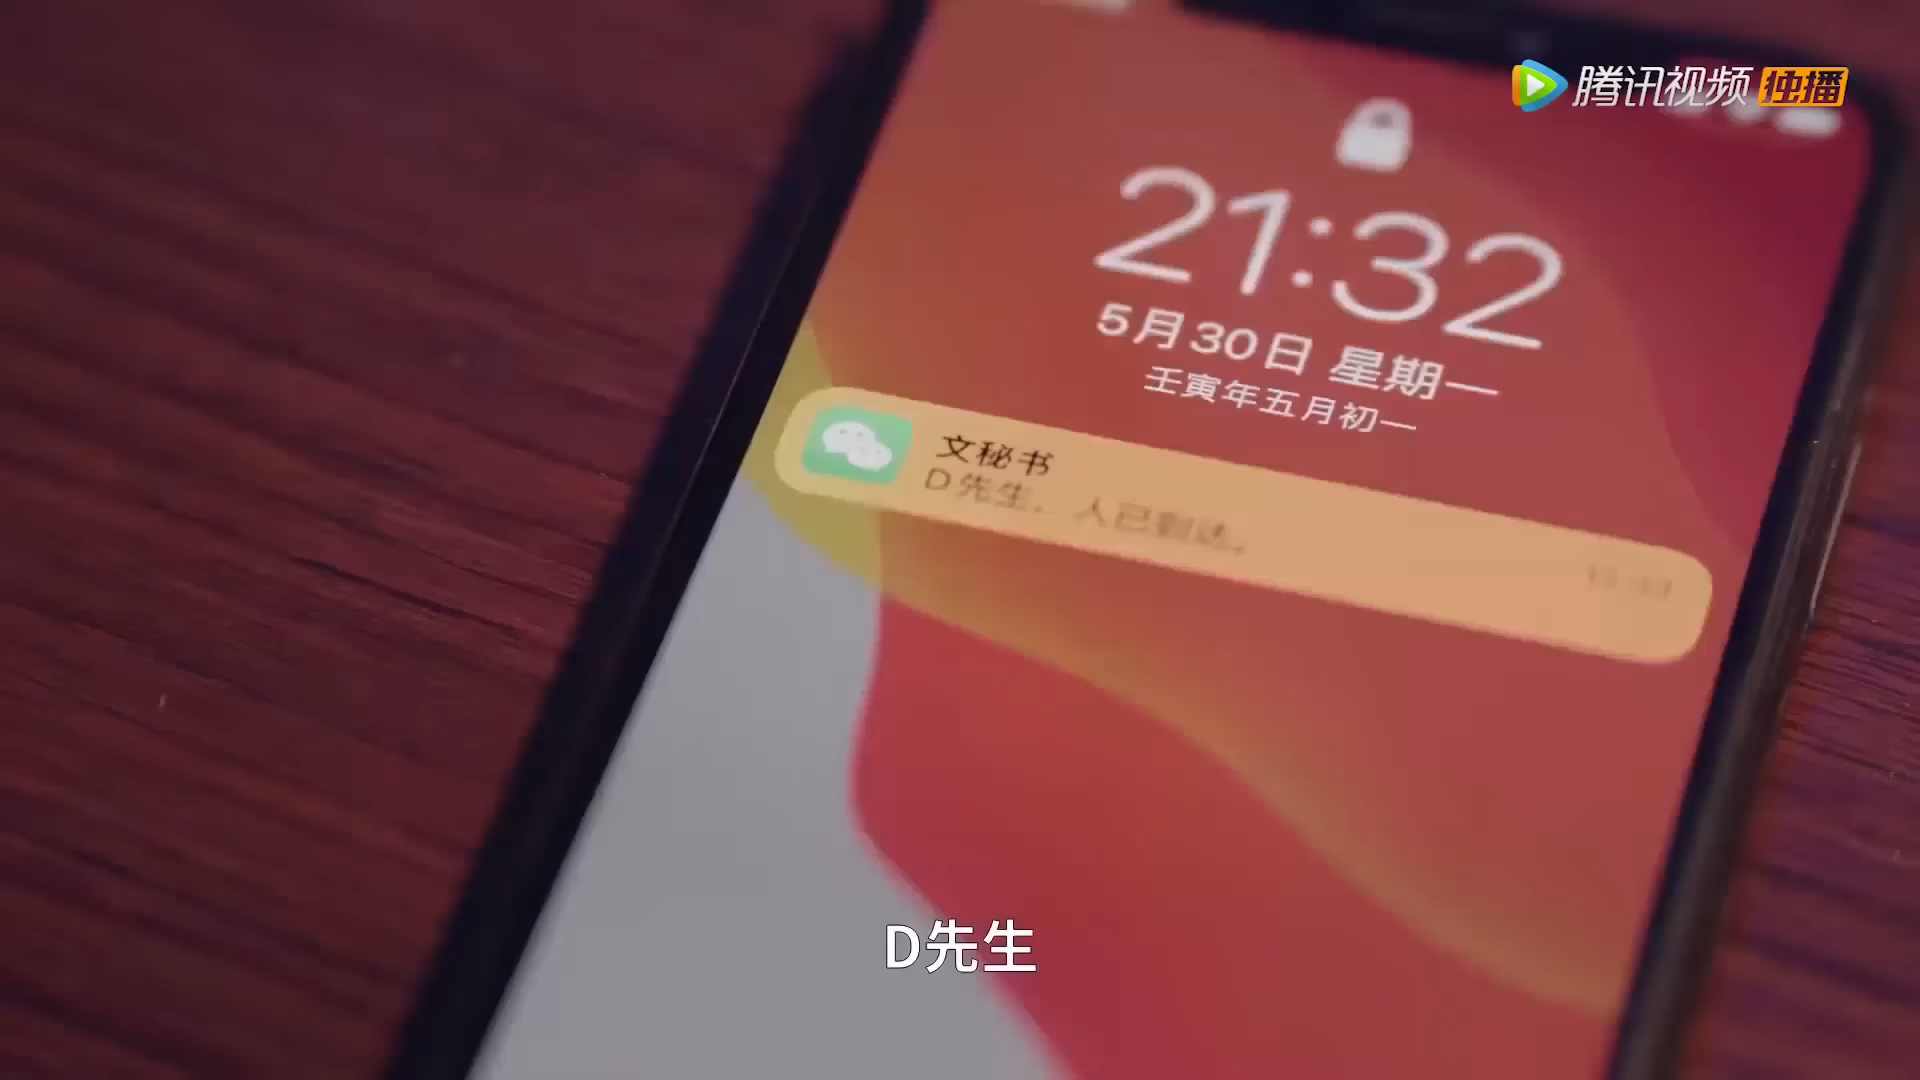 腾讯视频 独播
21:32
5月30日 星期一
壬寅年五月初一
文秘书
D先生，人已到达。
D先生